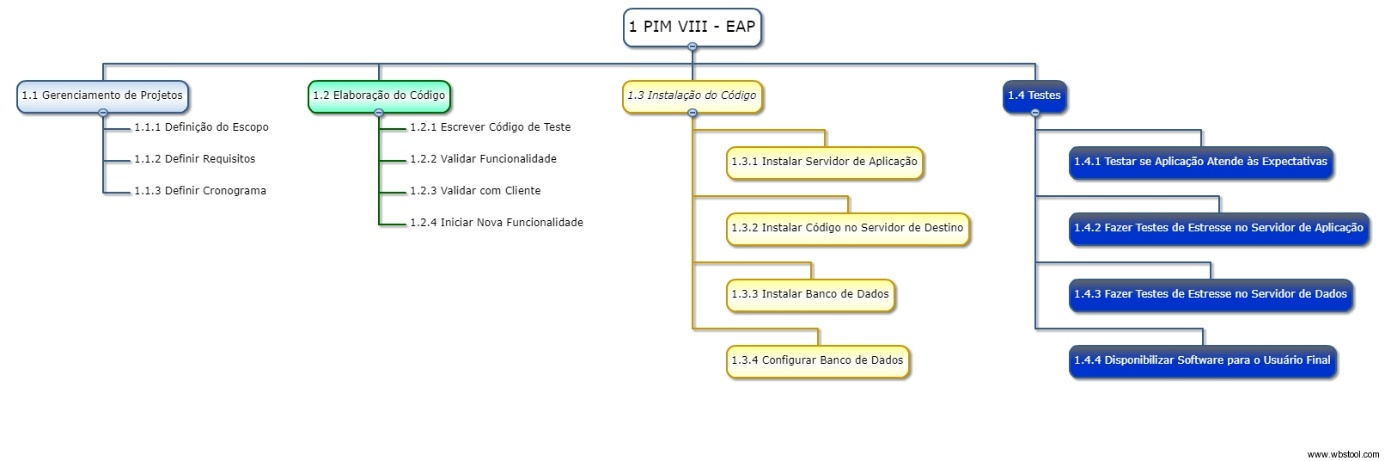 1 PIM VIII - EAP
1.1 Gerenciamento de Projetos
1.1.1 Definição do Escopo
1.1.2 Definir Requisitos
1.1.3 Definir Cronograma
1.2 Elaboração do Código
1.2.1 Escrever Código de Teste
1.2.2 Validar Funcionalidade
1.2.3 Validar com Cliente
1.2.4 Iniciar Nova Funcionalidade
1.3 Instalação do Código
1.3.1 Instalar Servidor de Aplicação
1.3.2 Instalar Código no Servidor de Destino
1.3.3 Instalar Banco de Dados
1.3.4 Configurar Banco de Dados
1.4 Testes
1.4.1 Testar se Aplicação Atende às Expectativas
1.4.2 Fazer Testes de Estresse no Servidor de Aplicação
1.4.3 Fazer Testes de Estresse no Servidor de Dados
1.4.4 Disponibilizar Software para o Usuário Final
www.wbstool.com